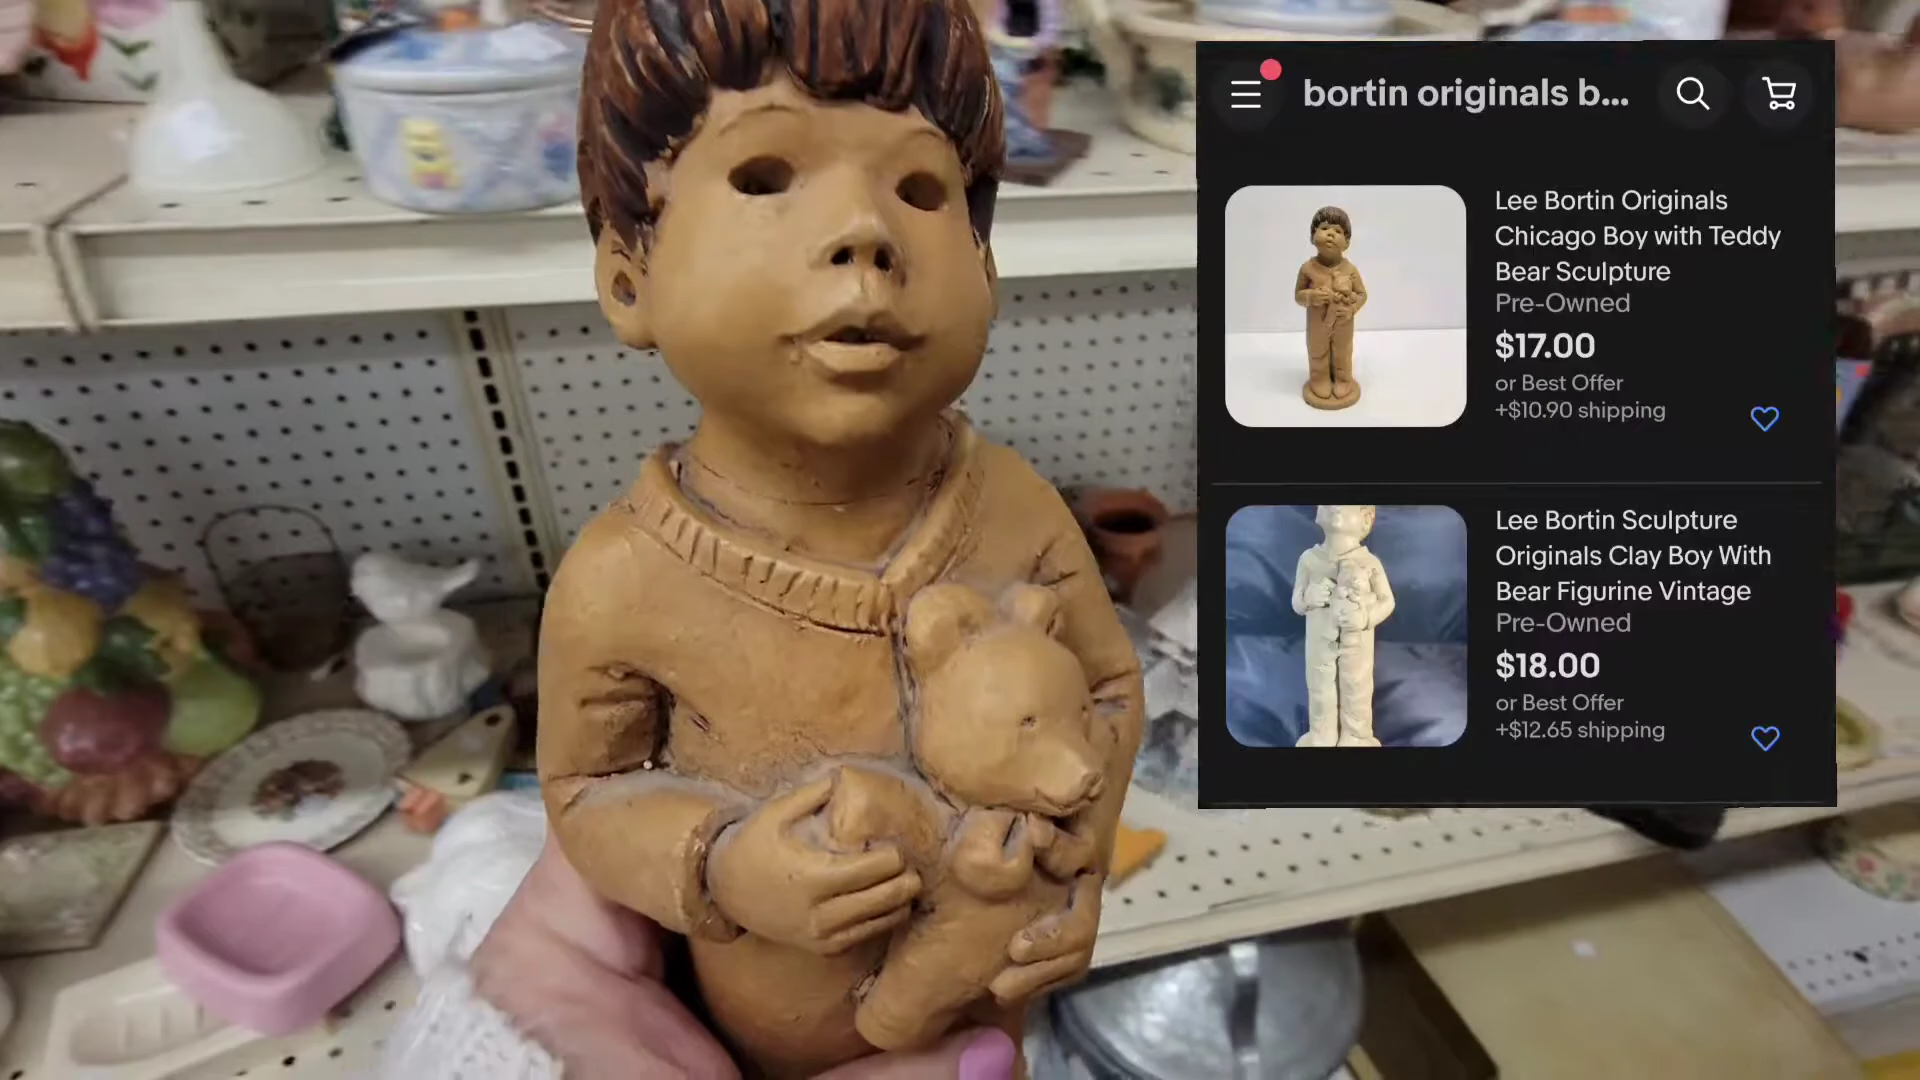 bortin originals b...
Lee Bortin Originals
Chicago Boy with Teddy
Bear Sculpture
Pre-Owned
$17.00
or Best Offer
+$10.90 shipping
Lee Bortin Sculpture
Originals Clay Boy With
Bear Figurine Vintage
Pre-Owned
$18.00
or Best Offer
+$12.65 shipping